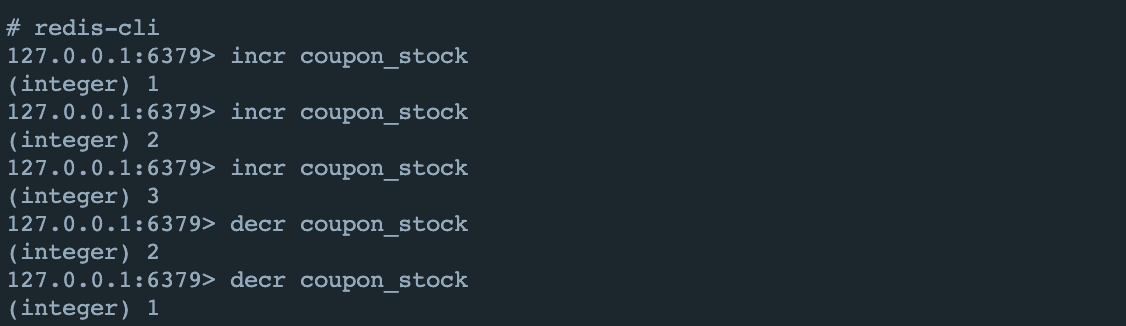 # redis-cli
127.0.0.1:6379> incr coupon_stock
(integer) 1
127.0.0.1:6379> incr coupon_stock
(integer) 2
127.0.0.1:6379> incr coupon_stock
(integer) 3
127.0.0.1:6379> decr coupon_stock
(integer) 2
127.0.0.1:6379> decr coupon_stock
(integer) 1